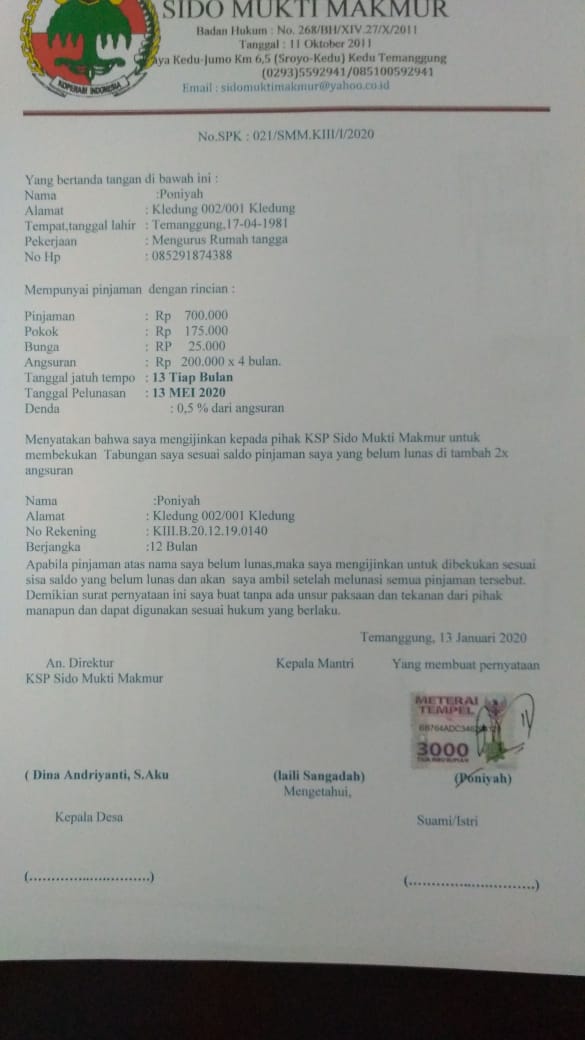 SIDO MUKTI MAKMUR
Badan Hukum : No. 268/BH/XIV.27/X/2011
Tanggal : 11 Oktober 2011
aya Kedu-Jumo Km 6,5 (Sroyo-Kedu) Kedu Temanggung
(0293)5592941/085100592941
Email : sidomuktimakmur@yahoo.co.id
KOPERASI INDONESIA
No.SPK : 021/SMM.KIII/I/2020
Yang bertanda tangan di bawah ini :
Nama :Poniyah
Alamat : Kledung 002/001 Kledung
Tempat,tanggal lahir : Temanggung,17-04-1981
Pekerjaan : Mengurus Rumah tangga
No Hp : 085291874388
Mempunyai pinjaman dengan rincian :
Pinjaman : Rp 700.000
Pokok : Rp 175.000
Bunga : RP 25.000
Angsuran : Rp 200.000 x 4 bulan.
Tanggal jatuh tempo : 13 Tiap Bulan
Tanggal Pelunasan : 13 MEI 2020
Denda : 0,5 % dari angsuran
Menyatakan bahwa saya mengijinkan kepada pihak KSP Sido Mukti Makmur untuk
membekukan Tabungan saya sesuai saldo pinjaman saya yang belum lunas di tambah 2x
angsuran
Nama :Poniyah
Alamat : Kledung 002/001 Kledung
No Rekening : KIII.B.20.12.19.0140
Berjangka :12 Bulan
Apabila pinjaman atas nama saya belum lunas,maka saya mengijinkan untuk dibekukan sesuai
sisa saldo yang belum lunas dan akan saya ambil setelah melunasi semua pinjaman tersebut.
Demikian surat pernyataan ini saya buat tanpa ada unsur paksaan dan tekanan dari pihak
manapun dan dapat digunakan sesuai hukum yang berlaku.
Temanggung, 13 Januari 2020
An. Direktur Kepala Mantri Yang membuat pernyataan
KSP Sido Mukti Makmur
METERAI
TEMPEL
3000
TIGA RIBU RUPIAH
( Dina Andriyanti, S.Aku (laili Sangadah) (Poniyah)
Mengetahui,
Kepala Desa Suami/Istri
(..............................) (..............................)